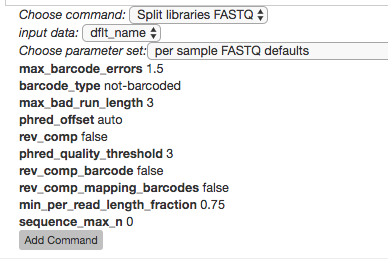 Choose command: Split libraries FASTQ
input data: dflt_name
Choose parameter set: per sample FASTQ defaults
max_barcode_errors 1.5
barcode_type not-barcoded
max_bad_run_length 3
phred_offset auto
rev_comp false
phred_quality_threshold 3
rev_comp_barcode false
rev_comp_mapping_barcodes false
min_per_read_length_fraction 0.75
sequence_max_n 0
Add Command